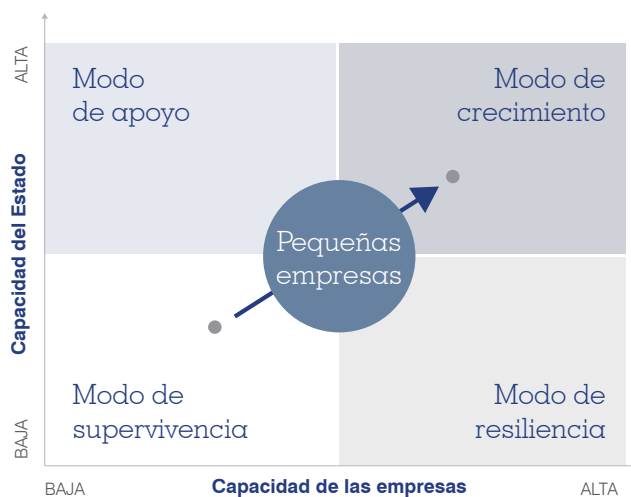 ALTA
Capacidad del Estado
BAJA
Modo
de apoyo
Modo de
crecimiento
Pequeñas
empresas
Modo de
supervivencia
Modo de
resiliencia
BAJA
Capacidad de las empresas
ALTA